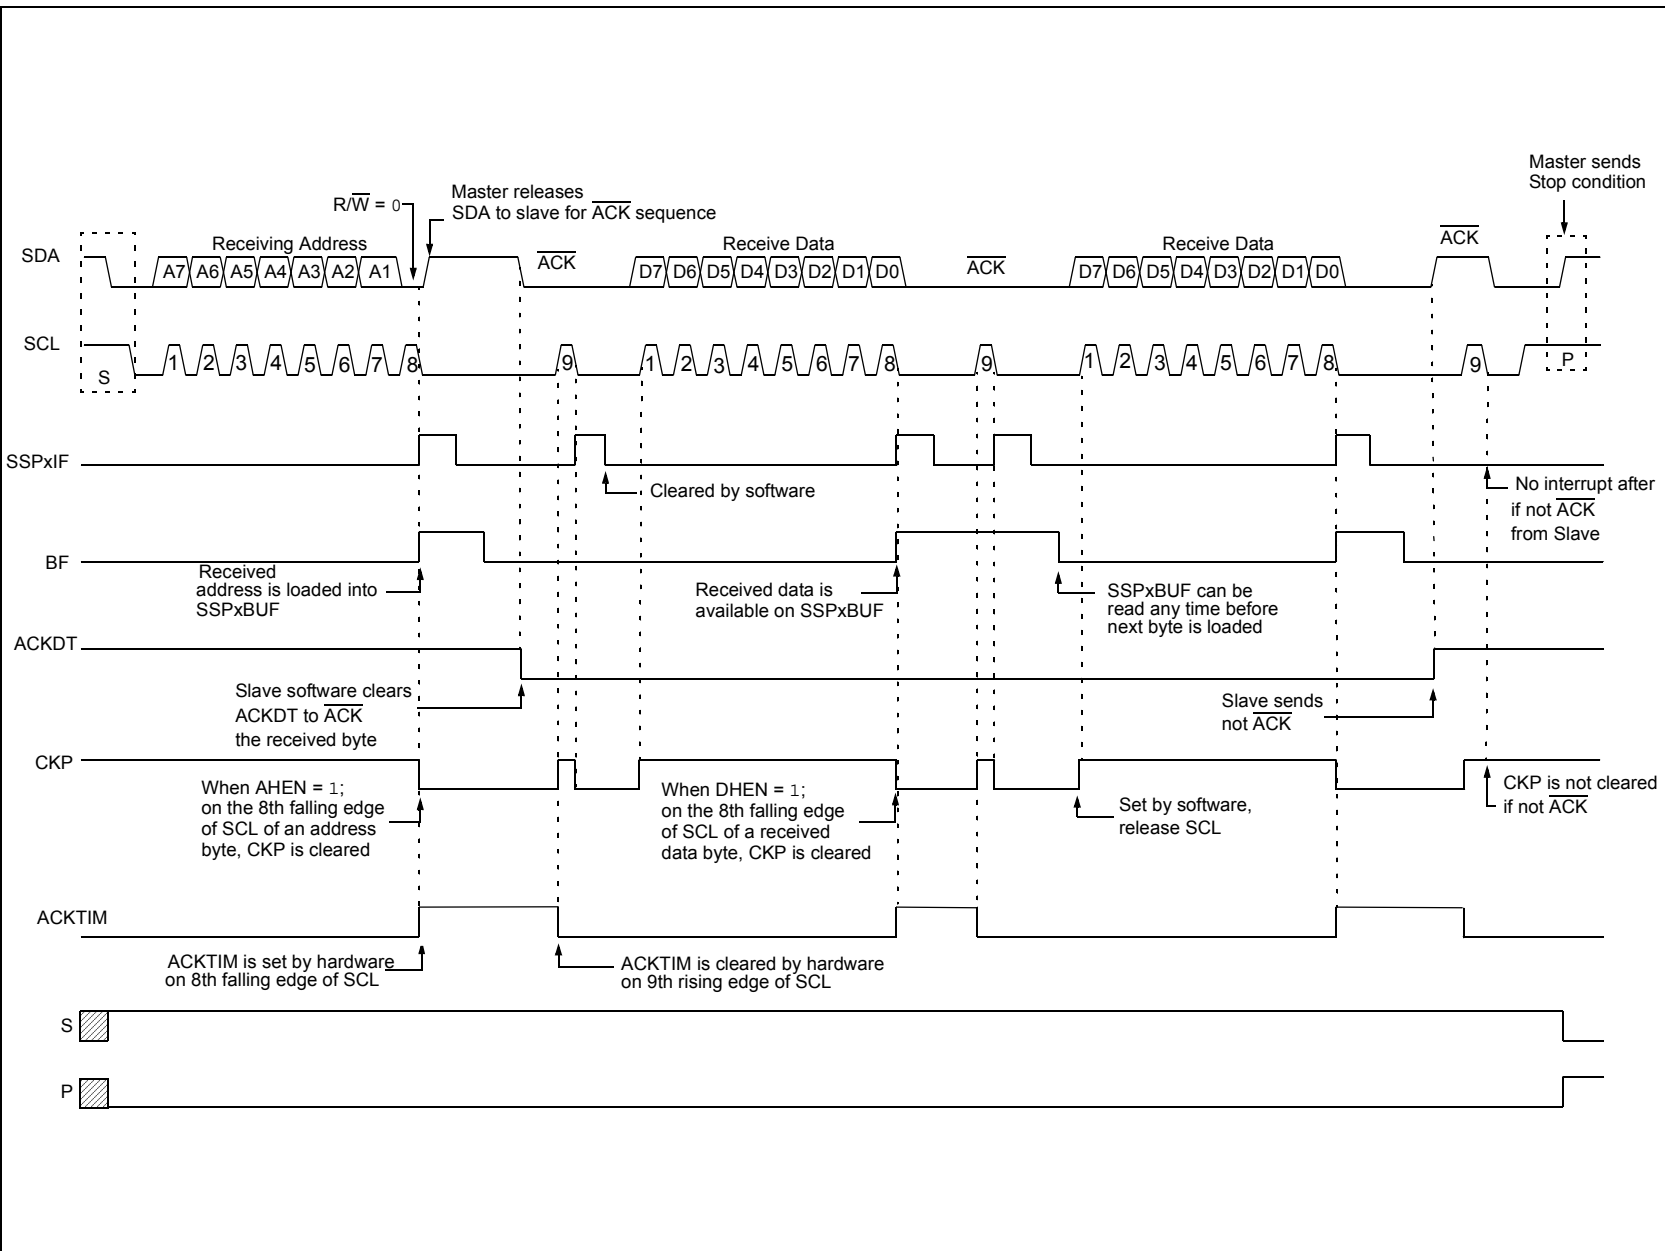 Master sends
Stop condition
Master releases
SDA to slave for A̅C̅K̅ sequence
R/W̅ = 0
SDA
Receiving Address
A7 A6 A5 A4 A3 A2 A1
A̅C̅K̅
Receive Data
D7 D6 D5 D4 D3 D2 D1 D0
A̅C̅K̅
Receive Data
D7 D6 D5 D4 D3 D2 D1 D0
A̅C̅K̅
SCL
S
1 2 3 4 5 6 7 8 9 1 2 3 4 5 6 7 8 9 1 2 3 4 5 6 7 8 9
P
SSPxIF
Cleared by software
No interrupt after
if not A̅C̅K̅
from Slave
BF
Received
address is loaded into
SSPxBUF
Received data is
available on SSPxBUF
SSPxBUF can be
read any time before
next byte is loaded
ACKDT
Slave software clears
ACKDT to A̅C̅K̅
the received byte
Slave sends
not A̅C̅K̅
CKP
When AHEN = 1;
on the 8th falling edge
of SCL of an address
byte, CKP is cleared
When DHEN = 1;
on the 8th falling edge
of SCL of a received
data byte, CKP is cleared
Set by software,
release SCL
CKP is not cleared
if not A̅C̅K̅
ACKTIM
ACKTIM is set by hardware
on 8th falling edge of SCL
ACKTIM is cleared by hardware
on 9th rising edge of SCL
S
P